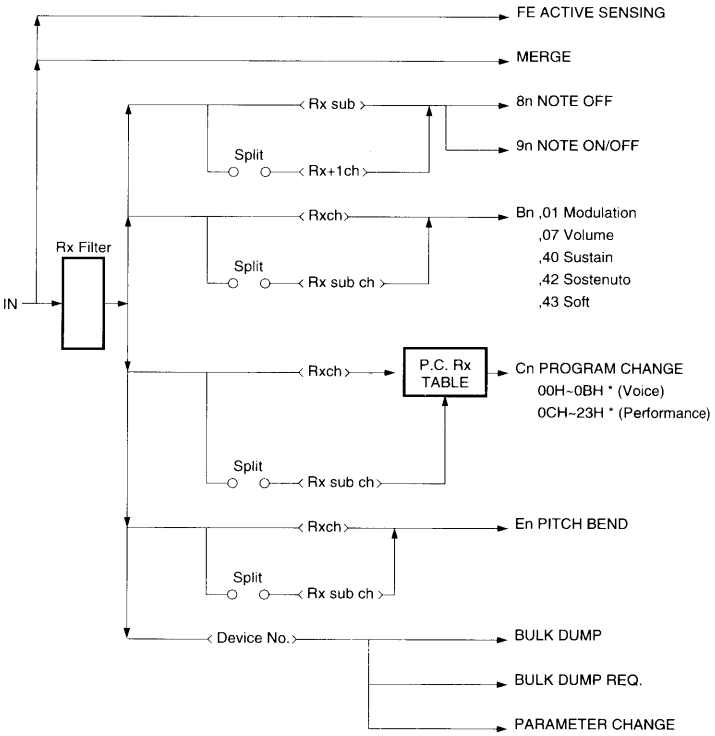 FE ACTIVE SENSING
MERGE
Rx sub
8n NOTE OFF
9n NOTE ON/OFF
Split
Rx+1ch
Rxch
Bn ,01 Modulation
,07 Volume
,40 Sustain
,42 Sostenuto
,43 Soft
Rx Filter
Split
Rx sub ch
IN
Rxch
P.C. Rx
TABLE
Cn PROGRAM CHANGE
00H~0BH * (Voice)
0CH~23H * (Performance)
Split
Rx sub ch
Rxch
En PITCH BEND
Split
Rx sub ch
Device No.
BULK DUMP
BULK DUMP REQ.
PARAMETER CHANGE